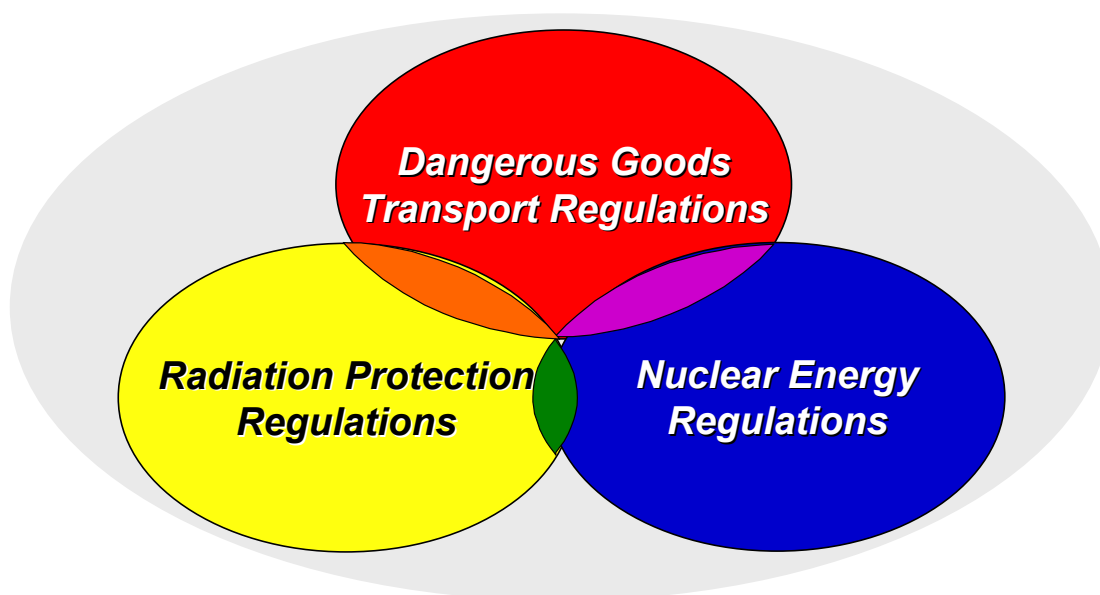 Dangerous Goods
Transport Regulations
Radiation Protection
Regulations
Nuclear Energy
Regulations